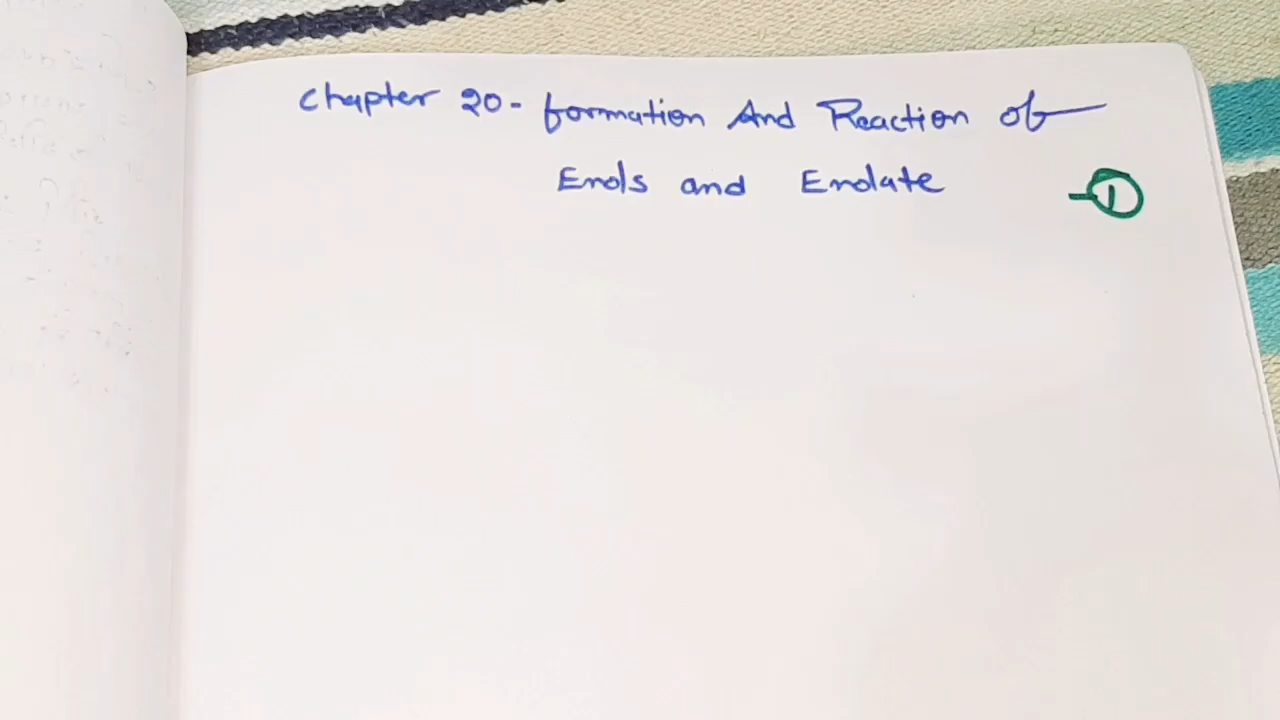 Chapter 20- formation And Reaction of
Enols and Enolate
1